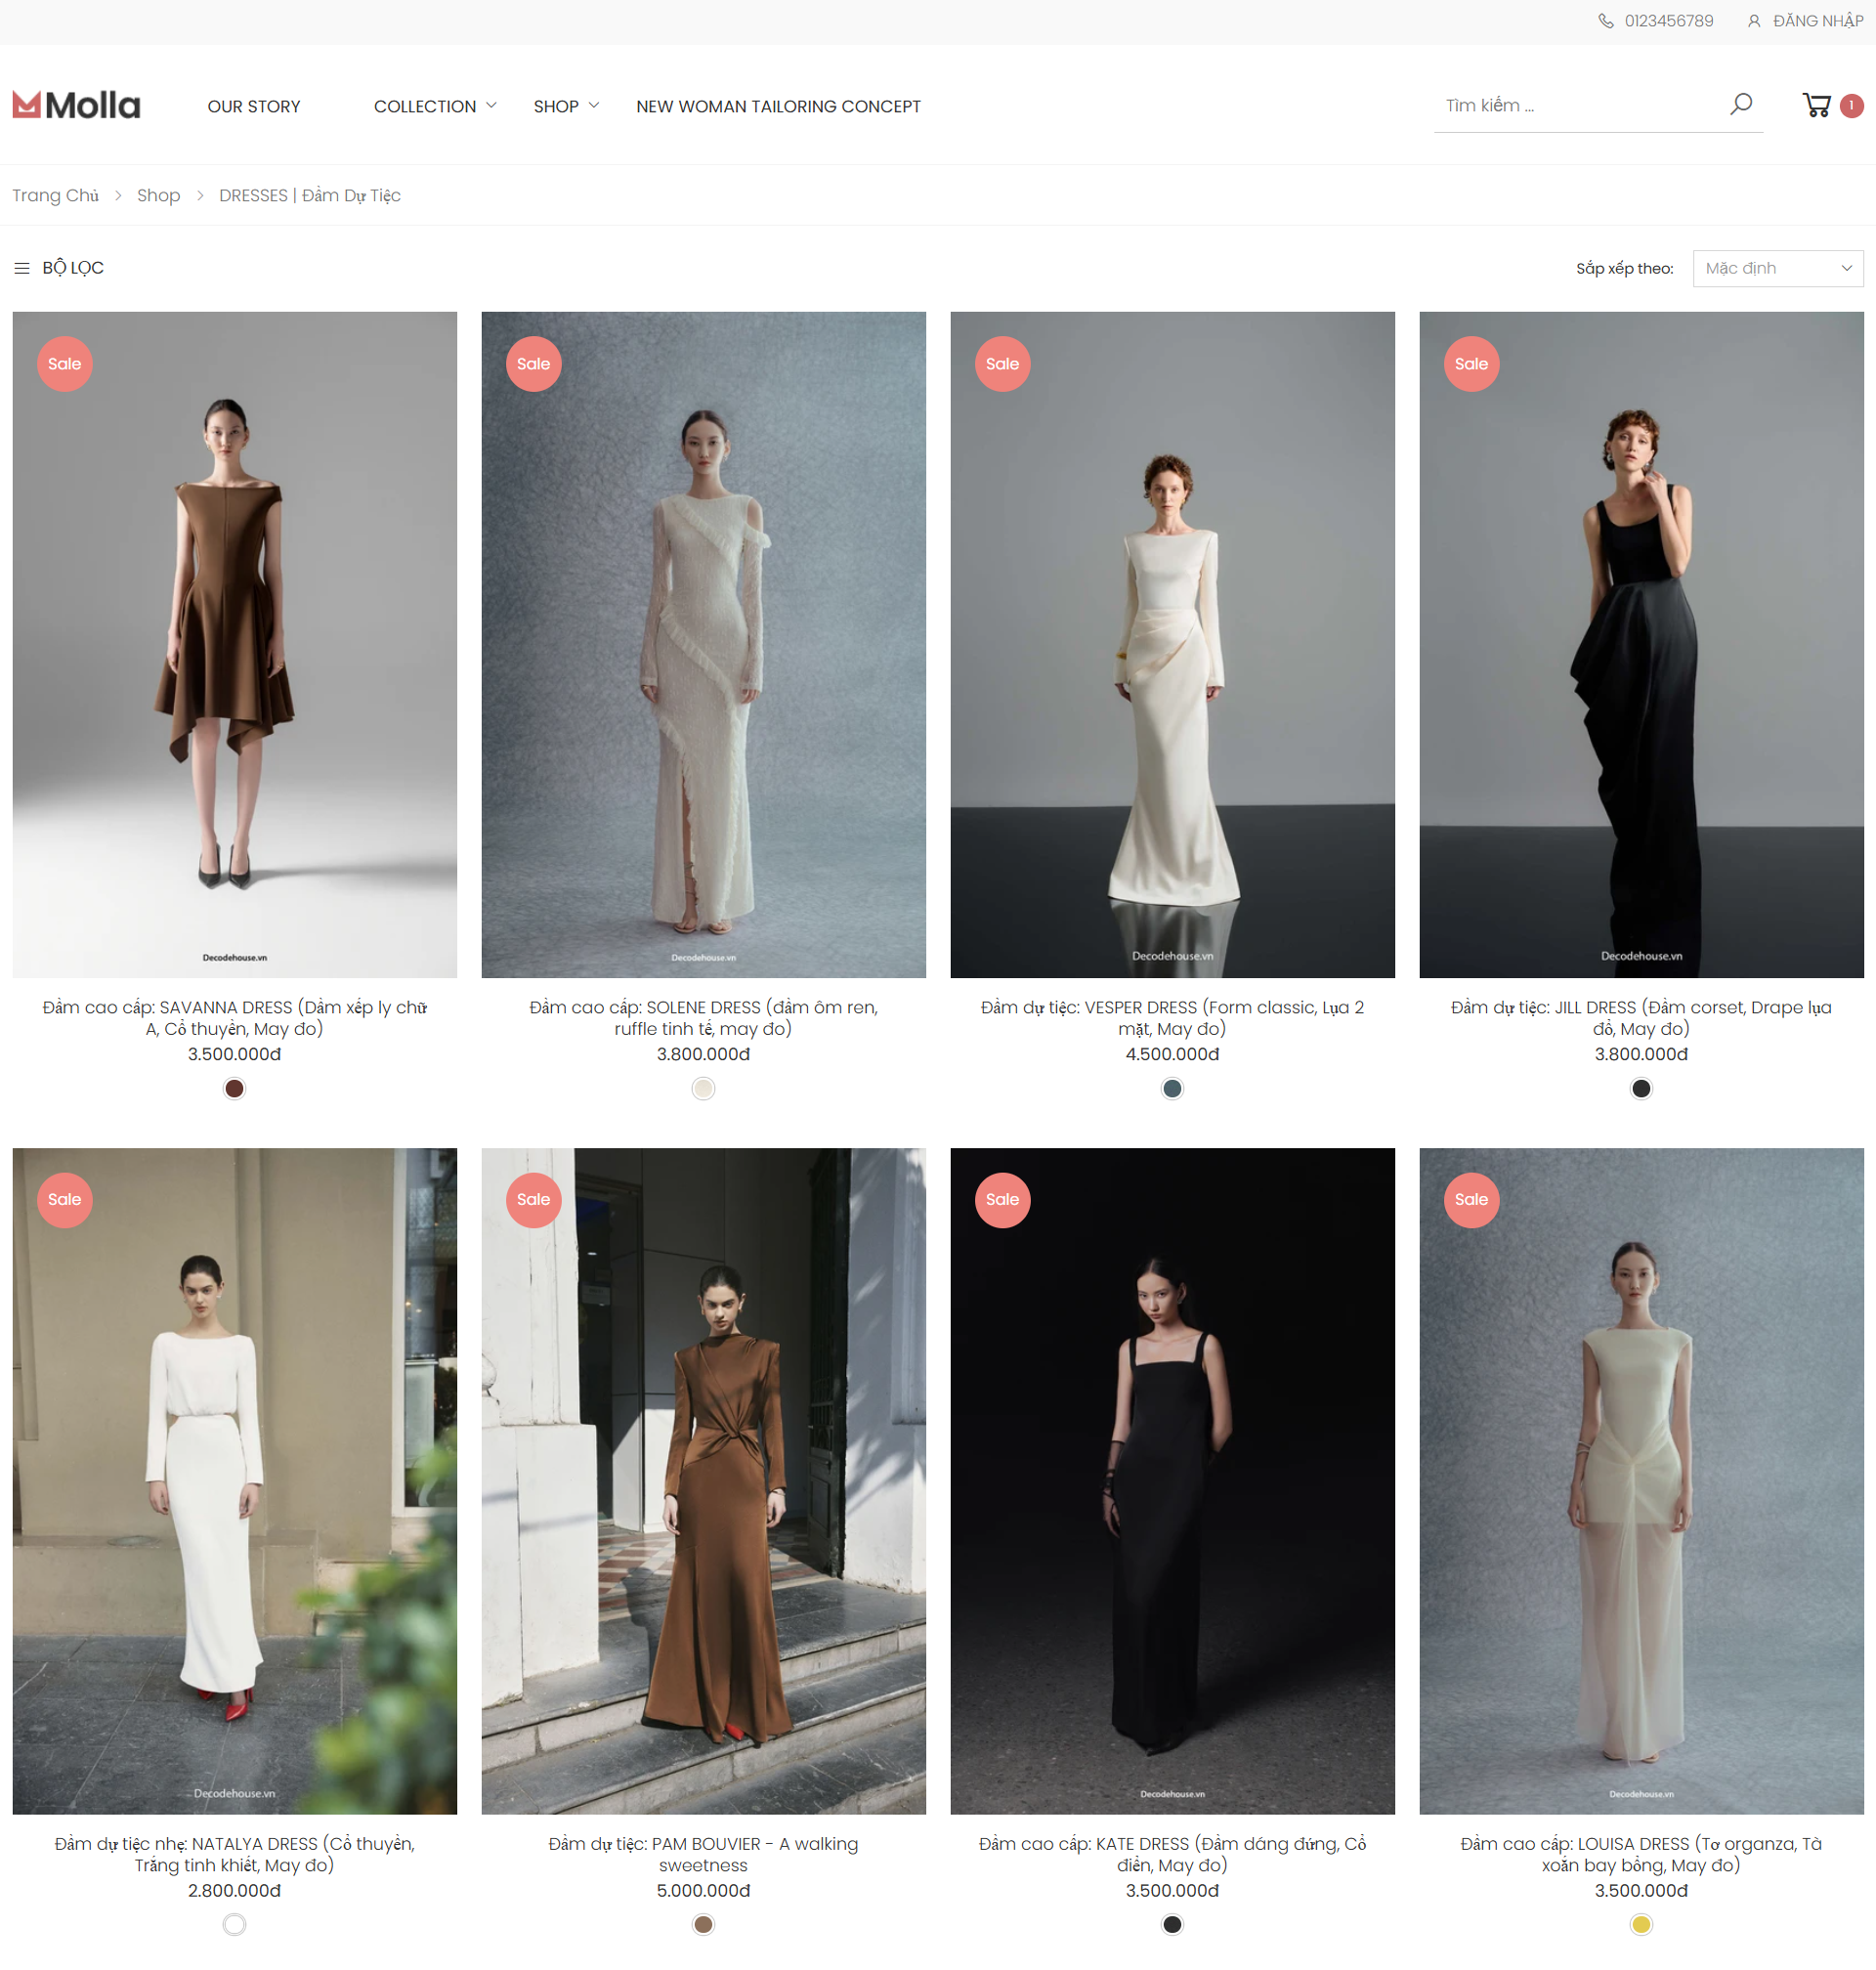 0123456789 ĐĂNG NHẬP
Molla OUR STORY COLLECTION SHOP NEW WOMAN TAILORING CONCEPT Tìm kiếm ... 1
Trang Chủ Shop DRESSES | Đầm Dự Tiệc
BỘ LỌC Sắp xếp theo: Mặc định
Sale
Decodehouse.vn
Sale
Decodehouse.vn
Sale
Decodehouse.vn
Sale
Decodehouse.vn
Đầm cao cấp: SAVANNA DRESS (Dầm xếp ly chữ
A, Cổ thuyền, May đo)
3.500.000đ
Đầm cao cấp: SOLENE DRESS (đầm ôm ren,
ruffle tinh tế, may đo)
3.800.000đ
Đầm dự tiệc: VESPER DRESS (Form classic, Lụa 2
mặt, May đo)
4.500.000đ
Đầm dự tiệc: JILL DRESS (Đầm corset, Drape lụa
đổ, May đo)
3.800.000đ
Sale
Decodehouse.vn
Sale
Sale
Decodehouse.vn
Sale
Decodehouse.vn
Đầm dự tiệc nhẹ: NATALYA DRESS (Cổ thuyền,
Trắng tinh khiết, May đo)
2.800.000đ
Đầm dự tiệc: PAM BOUVIER - A walking
sweetness
5.000.000đ
Đầm cao cấp: KATE DRESS (Đầm dáng đứng, Cổ
điển, May đo)
3.500.000đ
Đầm cao cấp: LOUISA DRESS (Tơ organza, Tà
xoắn bay bổng, May đo)
3.500.000đ